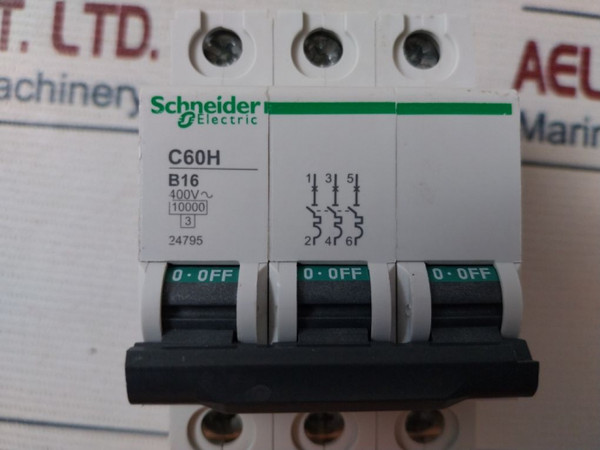 T. LTD.
achinery
AEL
Marin
Schneider
Electric
C60H
B16
400V~
10000
3
24795
1 3 5
2 4 6
0·OFF 0·OFF 0·OFF